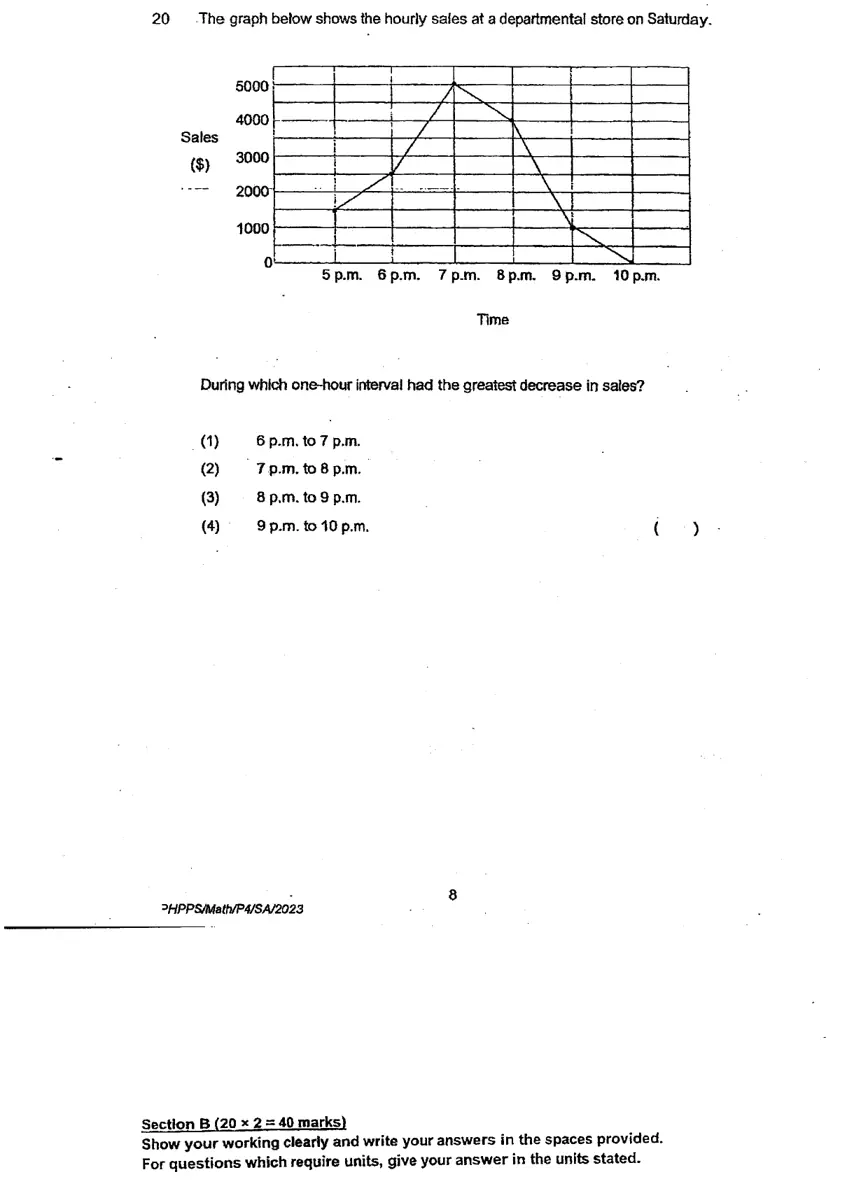 20 The graph below shows the hourly sales at a departmental store on Saturday.
5000
4000
Sales
($)
3000
2000
1000
0
5 p.m. 6 p.m. 7 p.m. 8 p.m. 9 p.m. 10 p.m.
Time
During which one-hour interval had the greatest decrease in sales?
(1) 6 p.m. to 7 p.m.
(2) 7 p.m. to 8 p.m.
(3) 8 p.m. to 9 p.m.
(4) 9 p.m. to 10 p.m. ( )
8
PHPPS/Math/P4/SA/2023
Section B (20 × 2 = 40 marks)
Show your working clearly and write your answers in the spaces provided.
For questions which require units, give your answer in the units stated.